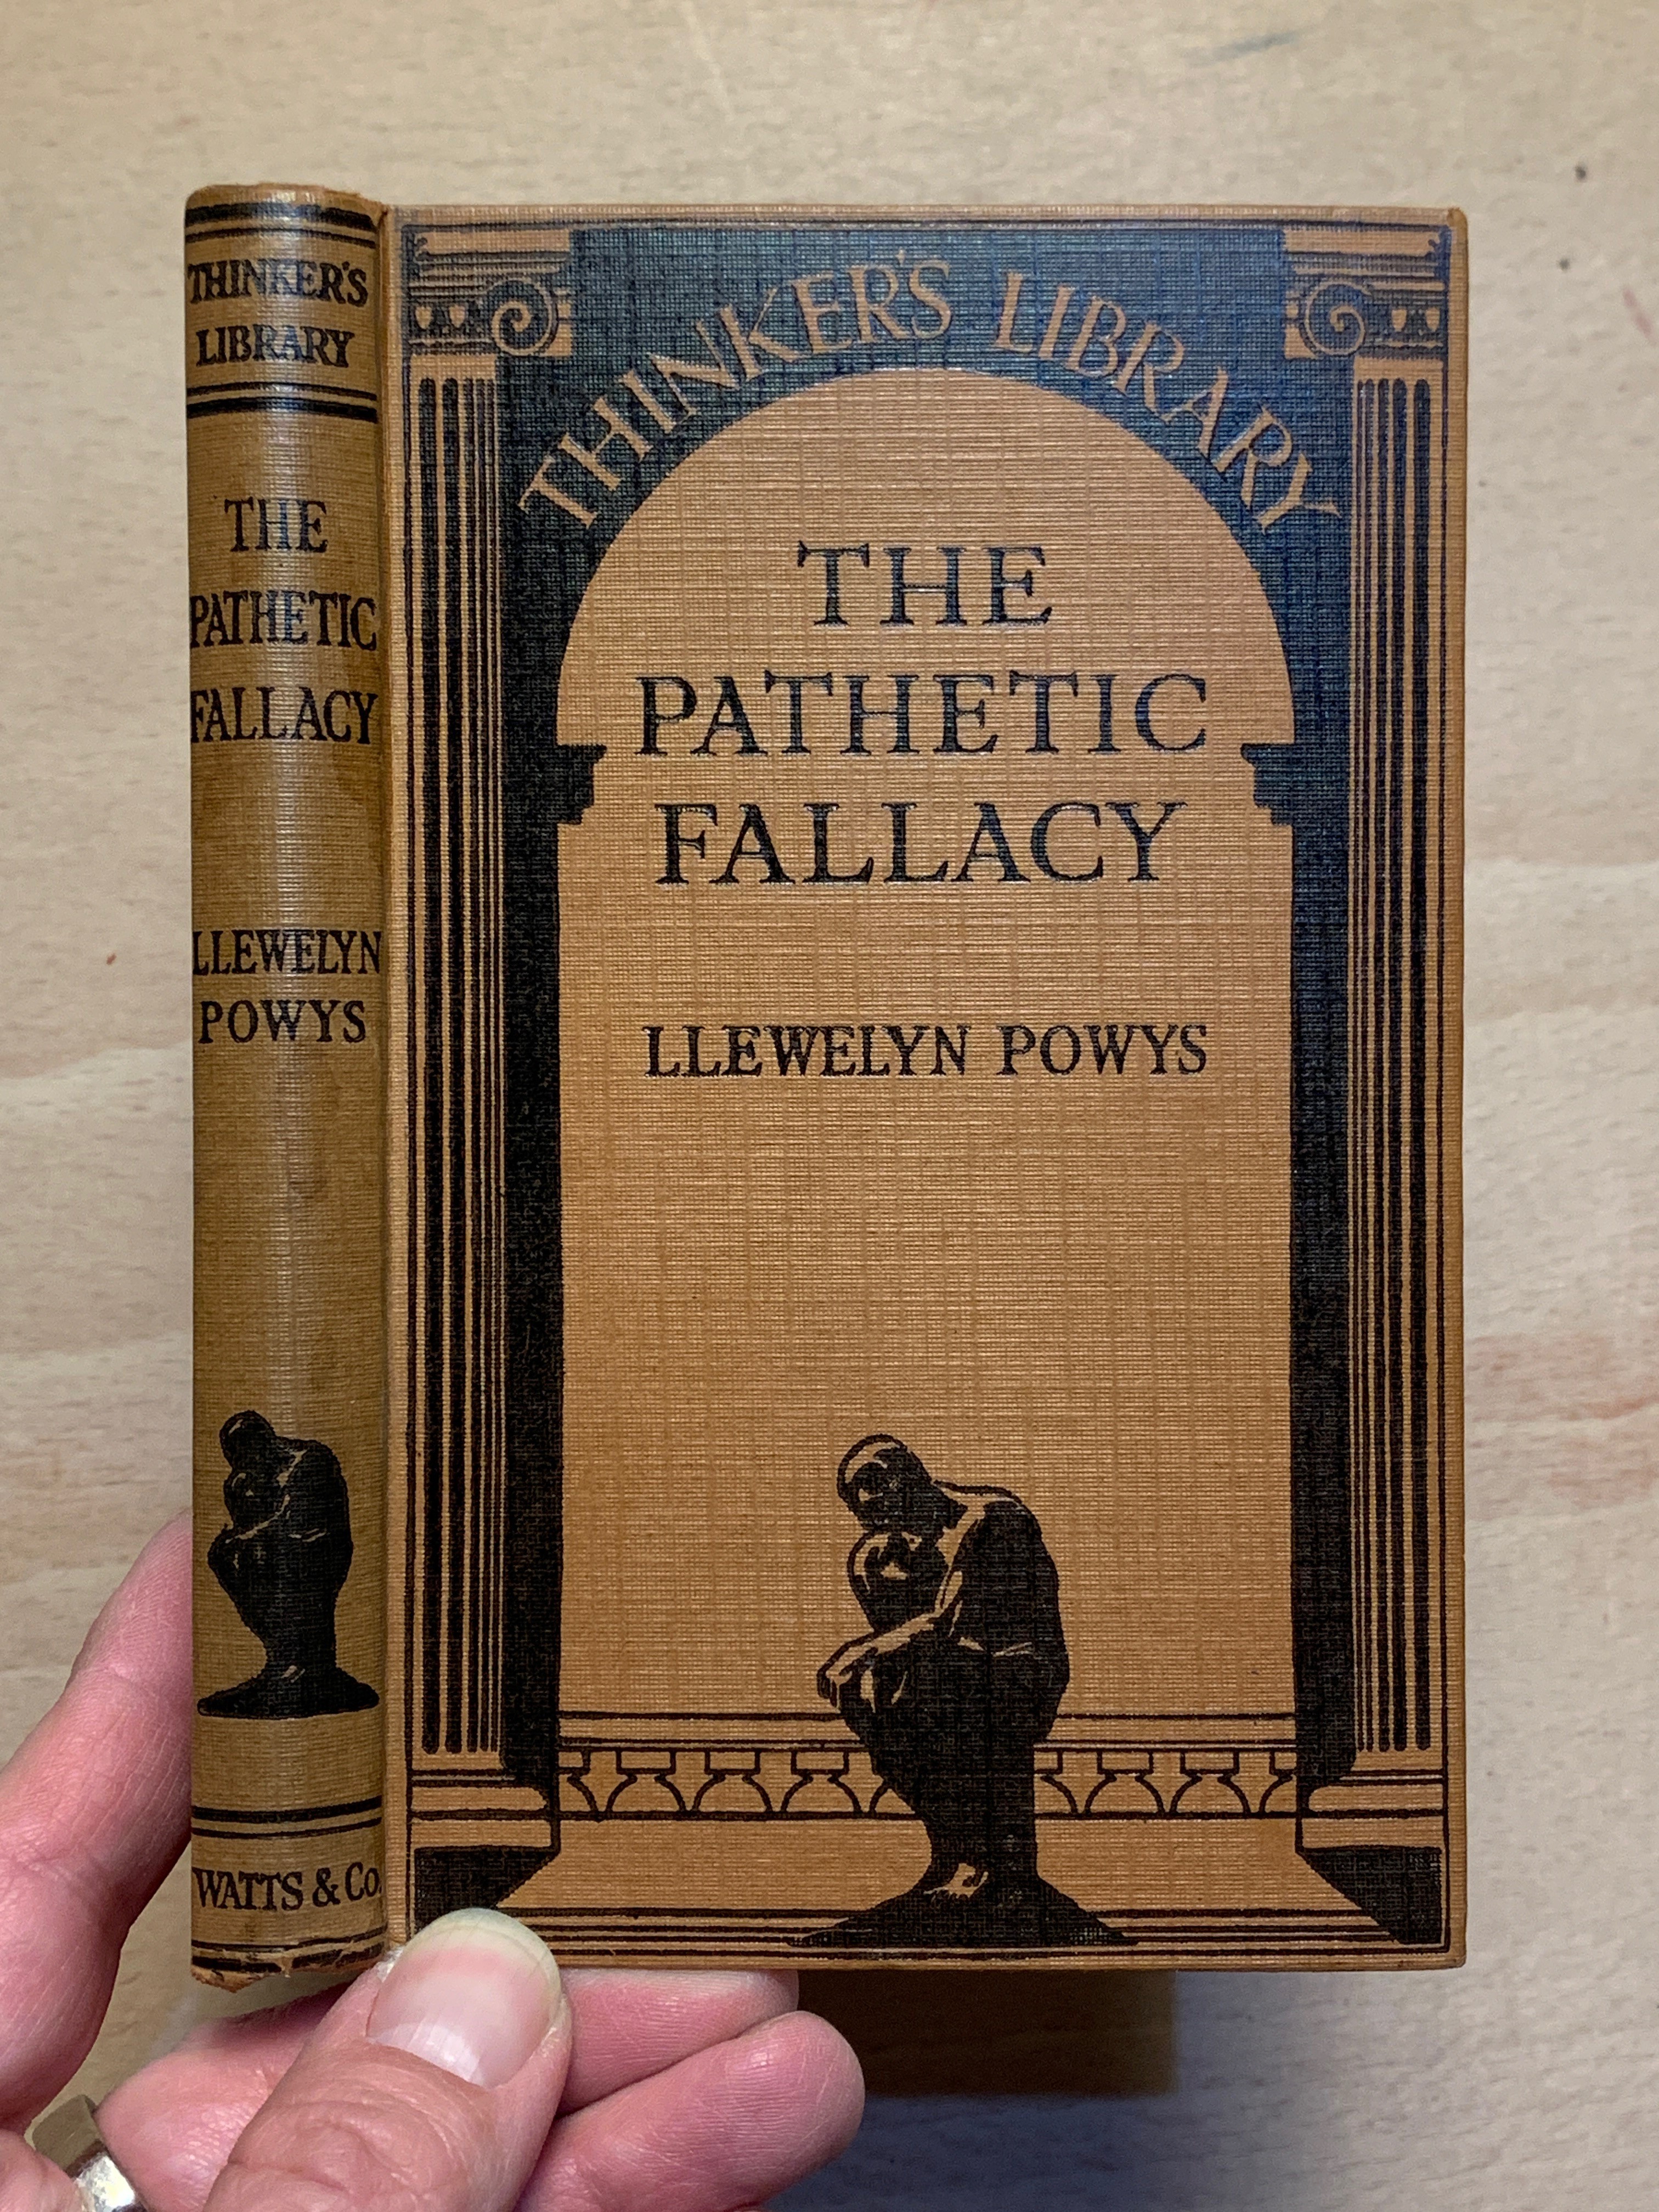 THINKER'S
LIBRARY
THE
PATHETIC
FALLACY
LLEWELYN
POWYS
WATTS & Co.
THINKER'S LIBRARY
THE
PATHETIC
FALLACY
LLEWELYN POWYS